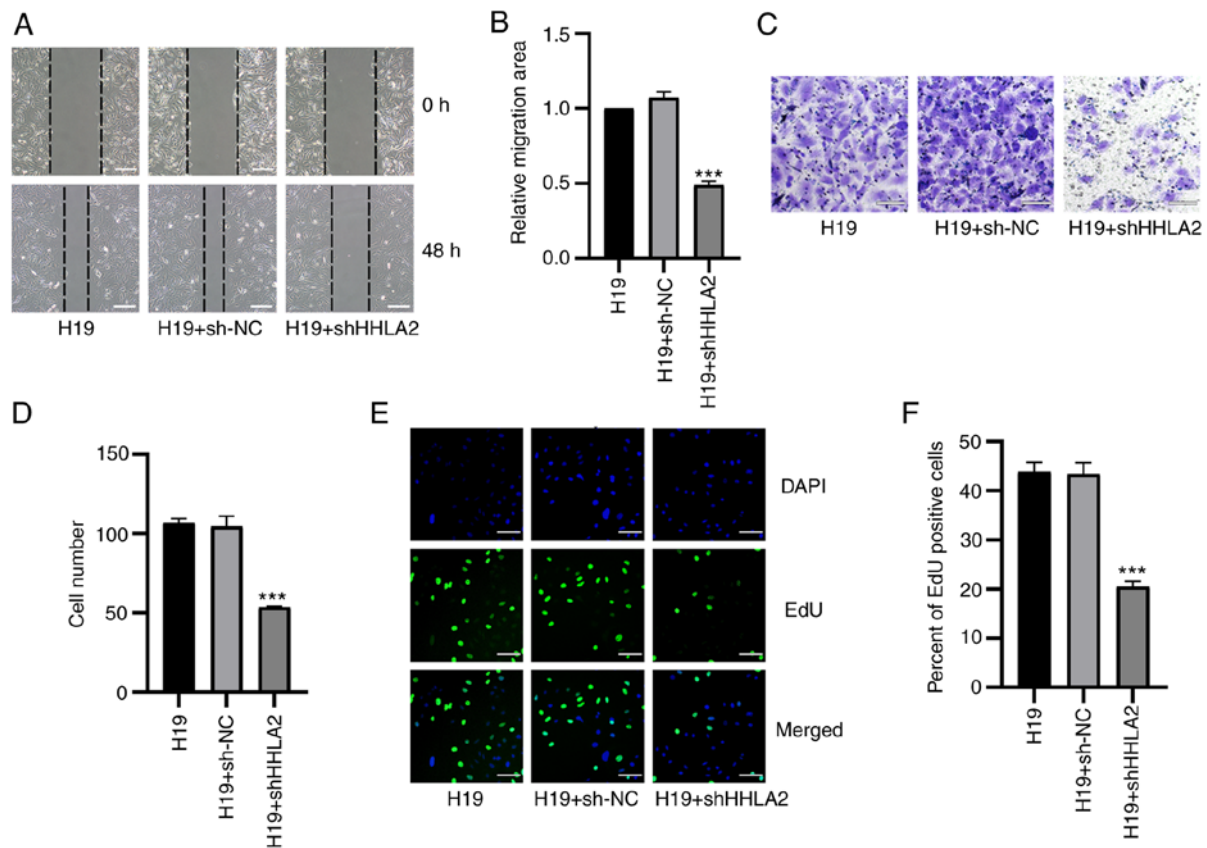 A
0 h
48 h
H19
H19+sh-NC
H19+shHHLA2
B
Relative migration area
1.5
1.0
0.5
0.0
***
H19
H19+sh-NC
H19+shHHLA2
C
H19
H19+sh-NC
H19+shHHLA2
D
Cell number
150
100
50
0
***
H19
H19+sh-NC
H19+shHHLA2
E
DAPI
EdU
Merged
H19
H19+sh-NC
H19+shHHLA2
F
Percent of EdU positive cells
50
40
30
20
10
0
***
H19
H19+sh-NC
H19+shHHLA2